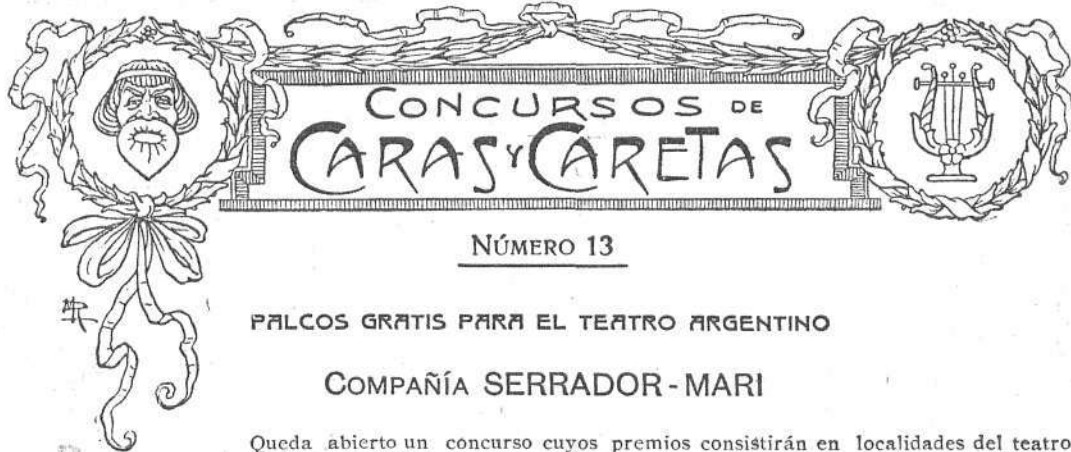 CONCURSOS DE
CARAS Y CARETAS
NÚMERO 13
PALCOS GRATIS PARA EL TEATRO ARGENTINO
COMPAÑÍA SERRADOR-MARI
Queda abierto un concurso cuyos premios consistirán en localidades del teatro